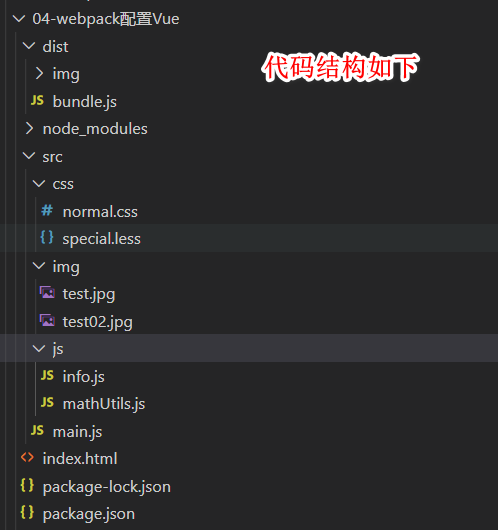 04-webpack配置Vue
dist
代码结构如下
img
JS bundle.js
node_modules
src
css
# normal.css
{} special.less
img
test.jpg
test02.jpg
js
JS info.js
JS mathUtils.js
JS main.js
<> index.html
{} package-lock.json
{} package.json